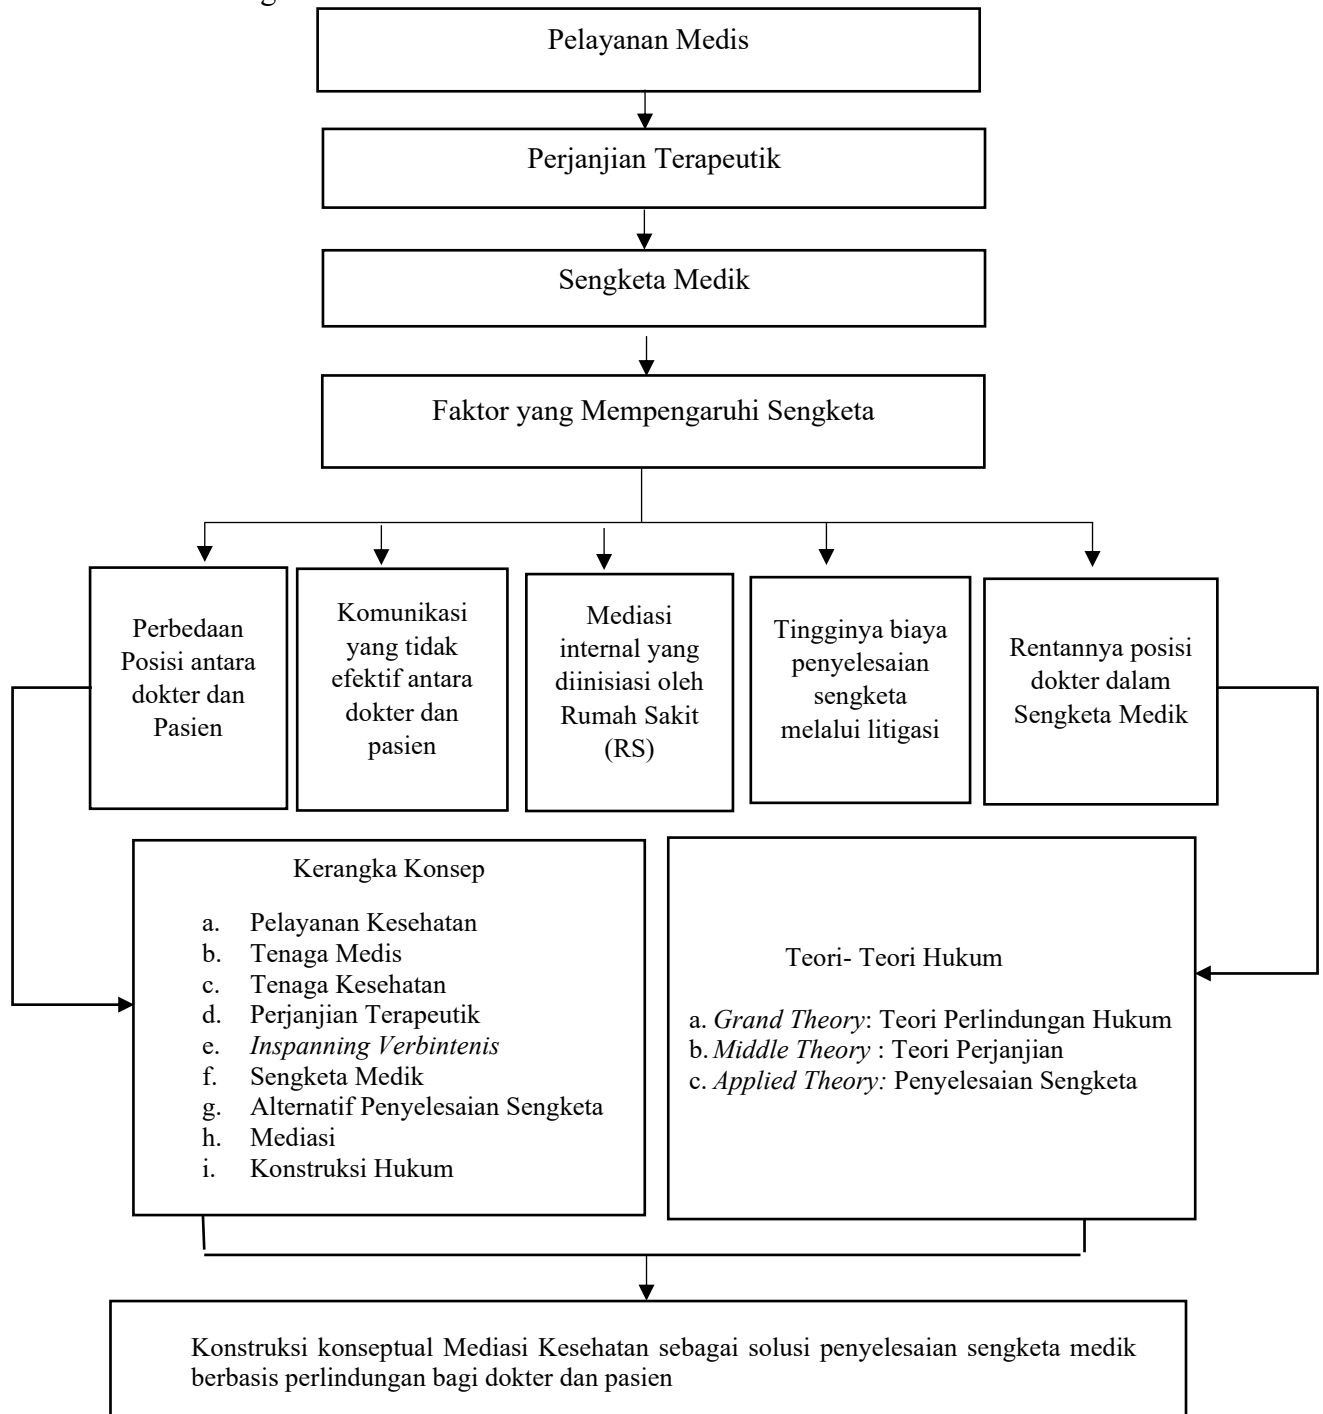 Pelayanan Medis
Perjanjian Terapeutik
Sengketa Medik
Faktor yang Mempengaruhi Sengketa
Perbedaan
Posisi antara
dokter dan
Pasien
Komunikasi
yang tidak
efektif antara
dokter dan
pasien
Mediasi
internal yang
diinisiasi oleh
Rumah Sakit
(RS)
Tingginya biaya
penyelesaian
sengketa
melalui litigasi
Rentannya posisi
dokter dalam
Sengketa Medik
Kerangka Konsep
a. Pelayanan Kesehatan
b. Tenaga Medis
c. Tenaga Kesehatan
d. Perjanjian Terapeutik
e. Inspanning Verbintenis
f. Sengketa Medik
g. Alternatif Penyelesaian Sengketa
h. Mediasi
i. Konstruksi Hukum
Teori- Teori Hukum
a. Grand Theory: Teori Perlindungan Hukum
b. Middle Theory : Teori Perjanjian
c. Applied Theory: Penyelesaian Sengketa
Konstruksi konseptual Mediasi Kesehatan sebagai solusi penyelesaian sengketa medik
berbasis perlindungan bagi dokter dan pasien